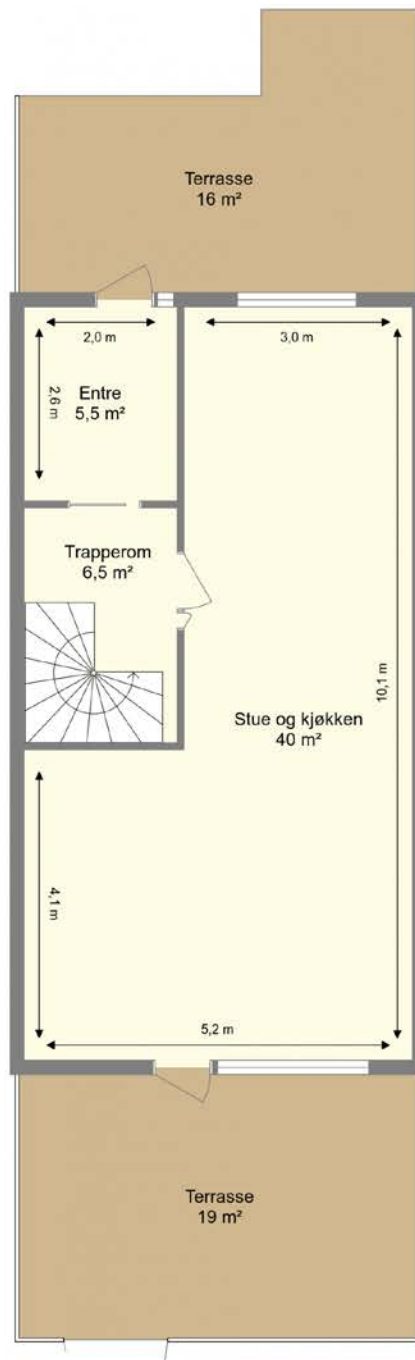 Terrasse
16 m²
2,0 m
3,0 m
2,6 m
Entre
5,5 m²
Trapperom
6,5 m²
10,1 m
Stue og kjøkken
40 m²
4,1 m
5,2 m
Terrasse
19 m²